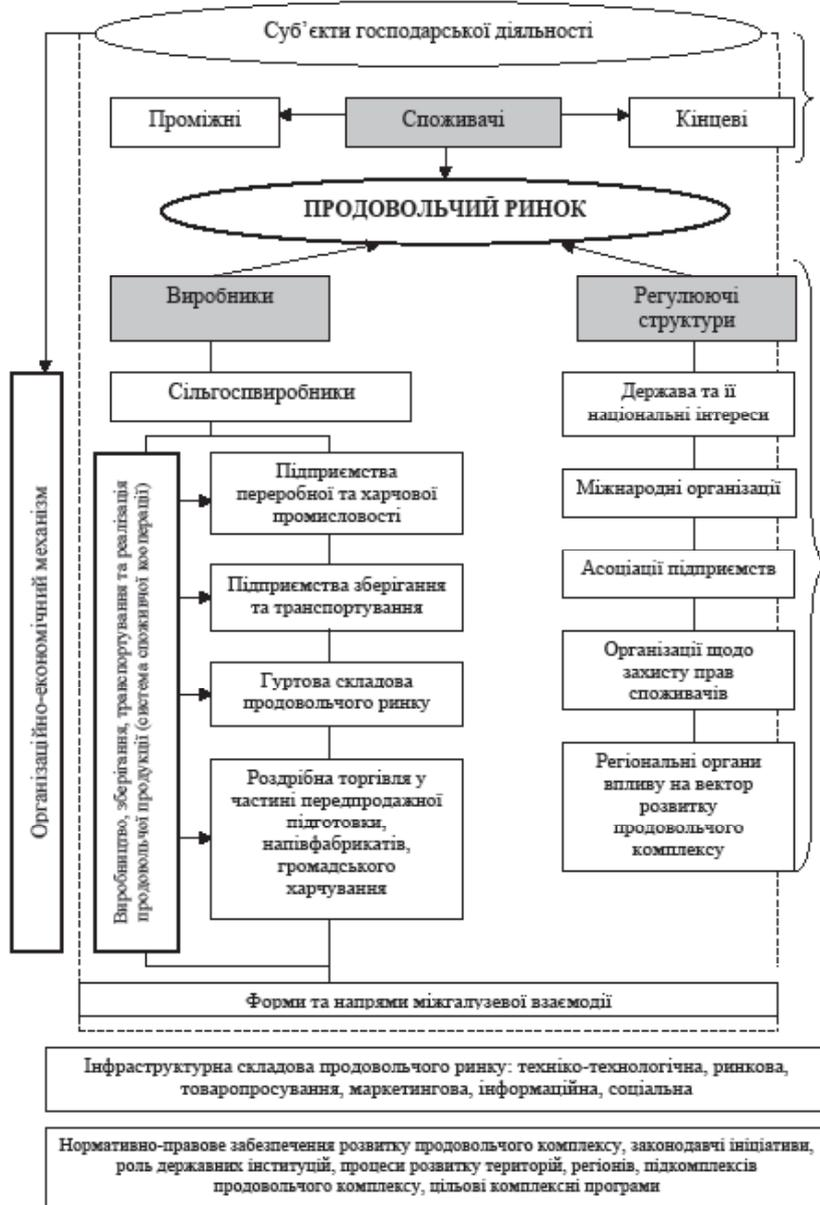 Суб’єкти господарської діяльності
Проміжні
Споживачі
Кінцеві
ПРОДОВОЛЬЧИЙ РИНОК
Виробники
Регулюючі
структури
Організаційно-економічний механізм
Сільгоспвиробники
Виробництво, зберігання, транспортування та реалізація
продовольчої продукції (система споживчої кооперації)
Підприємства
переробної та харчової
промисловості
Підприємства зберігання
та транспортування
Гуртова складова
продовольчого ринку
Роздрібна торгівля у
частині передпродажної
підготовки,
напівфабрикатів,
громадського
харчування
Держава та її
національні інтереси
Міжнародні організації
Асоціації підприємств
Організації щодо
захисту прав
споживачів
Регіональні органи
впливу на вектор
розвитку
продовольчого
комплексу
Форми та напрями міжгалузевої взаємодії
Інфраструктурна складова продовольчого ринку: техніко-технологічна, ринкова,
товаропросування, маркетингова, інформаційна, соціальна
Нормативно-правове забезпечення розвитку продовольчого комплексу, законодавчі ініціативи,
роль державних інституцій, процеси розвитку територій, регіонів, підкомплексів
продовольчого комплексу, цільові комплексні програми